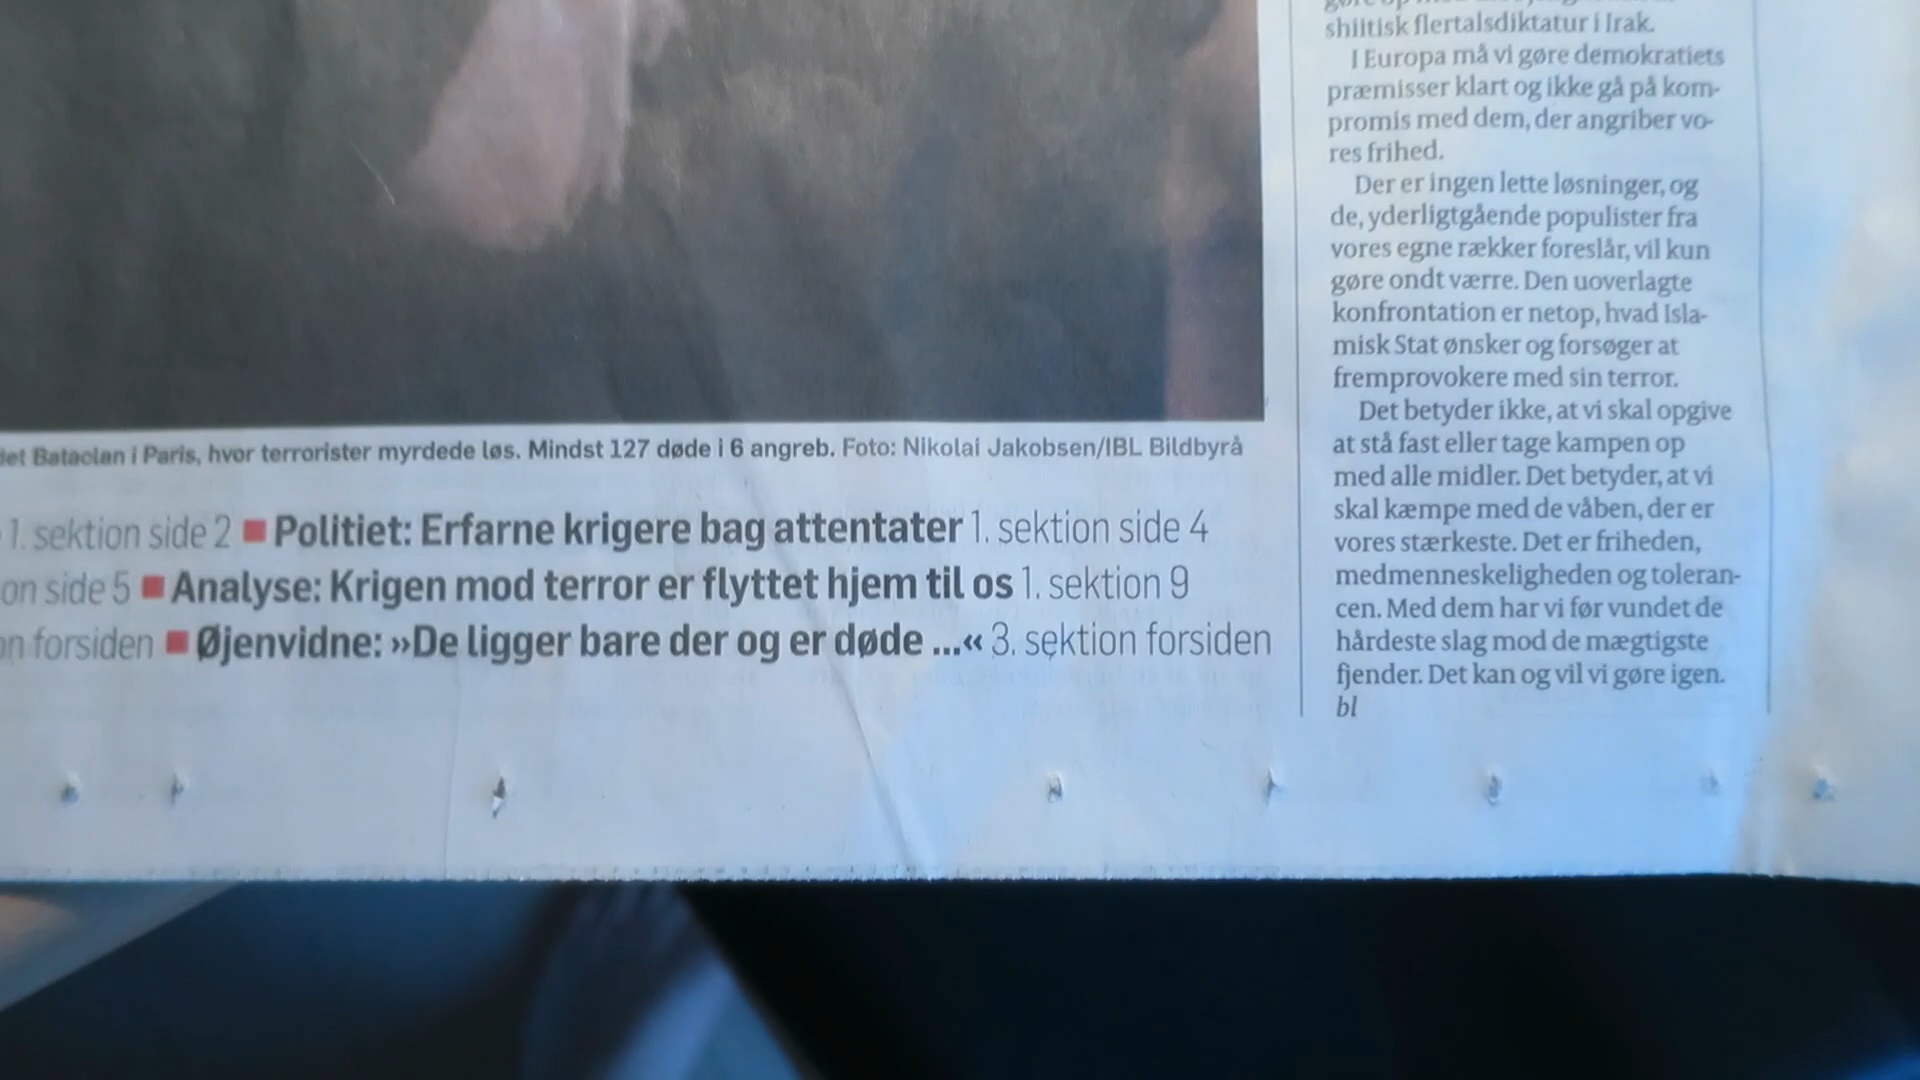 shiitisk flertalsdiktatur i Irak.
I Europa må vi gøre demokratiets
præmisser klart og ikke gå på kom-
promis med dem, der angriber vo-
res frihed.
Der er ingen lette løsninger, og
de, yderligtgående populister fra
vores egne rækker foreslår, vil kun
gøre ondt værre. Den uoverlagte
konfrontation er netop, hvad Isla-
misk Stat ønsker og forsøger at
fremprovokere med sin terror.
Det betyder ikke, at vi skal opgive
at stå fast eller tage kampen op
med alle midler. Det betyder, at vi
skal kæmpe med de våben, der er
vores stærkeste. Det er friheden,
medmenneskeligheden og toleran-
cen. Med dem har vi før vundet de
hårdeste slag mod de mægtigste
fjender. Det kan og vil vi gøre igen.
bl
Bataclan i Paris, hvor terrorister myrdede løs. Mindst 127 døde i 6 angreb. Foto: Nikolai Jakobsen/IBL Bildbyrå
1. sektion side 2 ■ Politiet: Erfarne krigere bag attentater 1. sektion side 4
on side 5 ■ Analyse: Krigen mod terror er flyttet hjem til os 1. sektion 9
on forsiden ■ Øjenvidne: »De ligger bare der og er døde ...« 3. sektion forsiden